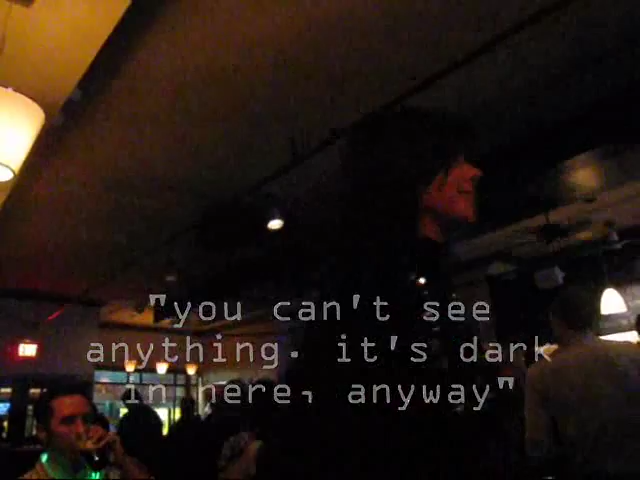 "you can't see
anything. it's dark
in here, anyway"